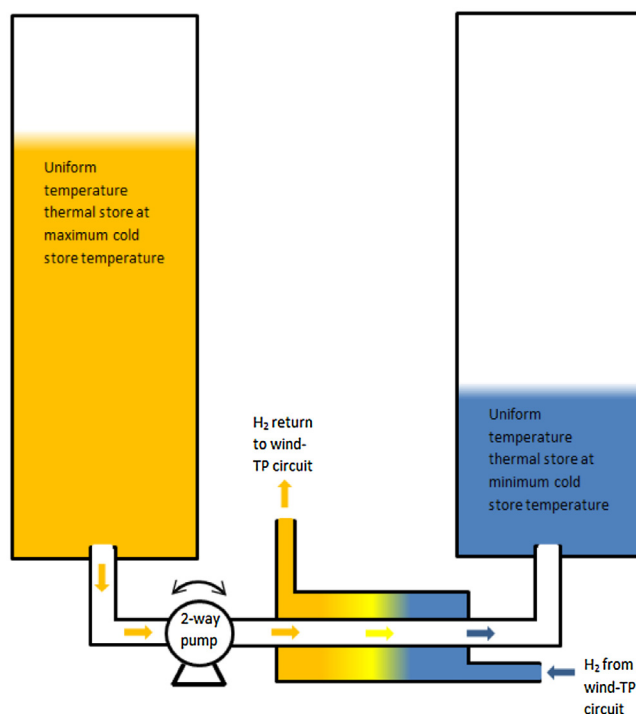 Uniform
temperature
thermal store at
maximum cold
store temperature
H₂ return
to wind-
TP circuit
Uniform
temperature
thermal store at
minimum cold
store temperature
2-way
pump
H₂ from
wind-TP
circuit